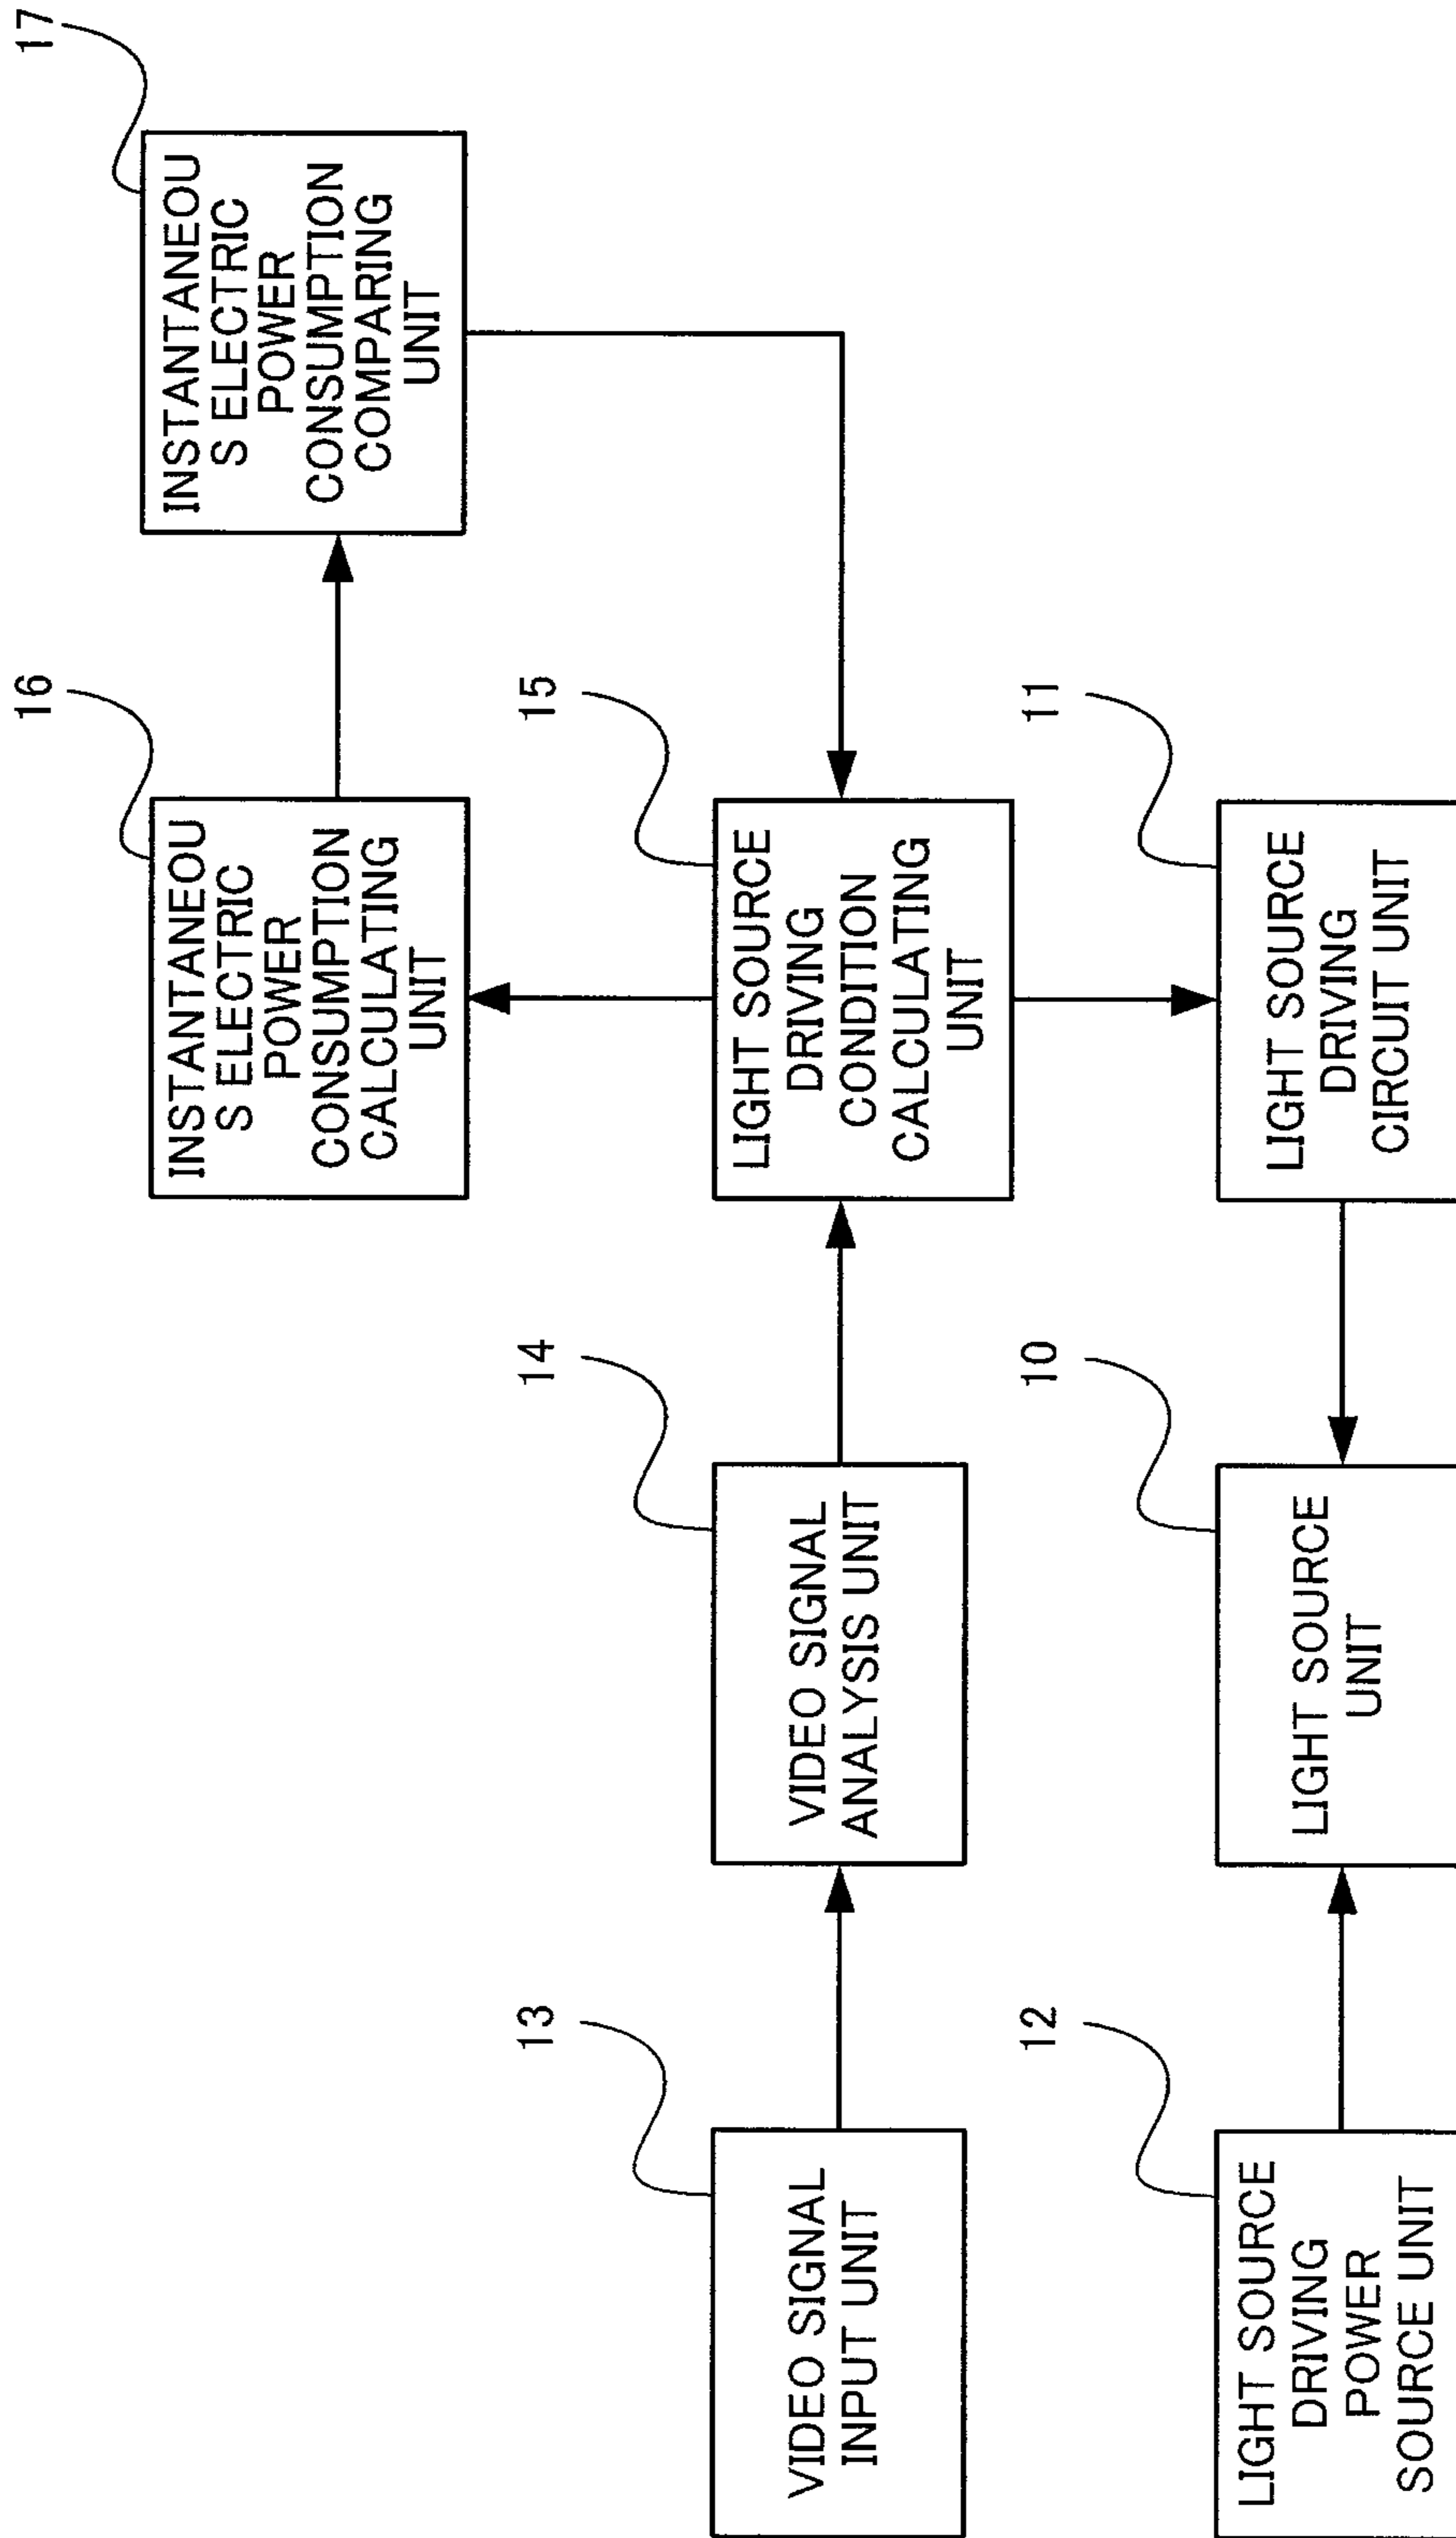 16
17
INSTANTANEOU
S ELECTRIC
POWER
CONSUMPTION
CALCULATING
UNIT
INSTANTANEOU
S ELECTRIC
POWER
CONSUMPTION
COMPARING
UNIT
13
14
15
VIDEO SIGNAL
INPUT UNIT
VIDEO SIGNAL
ANALYSIS UNIT
LIGHT SOURCE
DRIVING
CONDITION
CALCULATING
UNIT
12
10
11
LIGHT SOURCE
DRIVING
POWER
SOURCE UNIT
LIGHT SOURCE
UNIT
LIGHT SOURCE
DRIVING
CIRCUIT UNIT